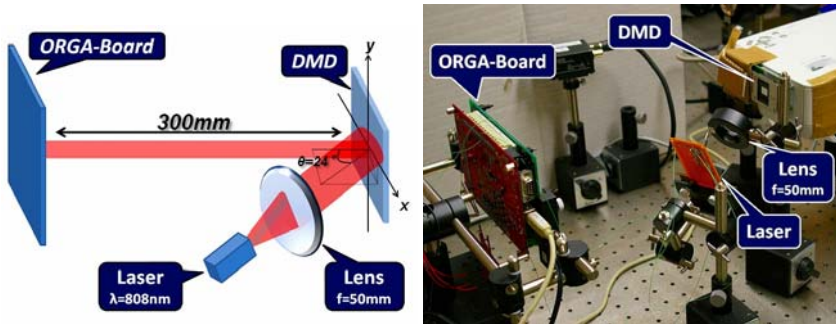 ORGA-Board
DMD
y
300mm
θ=24
x
Lens
f=50mm
Laser
λ=808nm
DMD
ORGA-Board
Lens
f=50mm
Laser